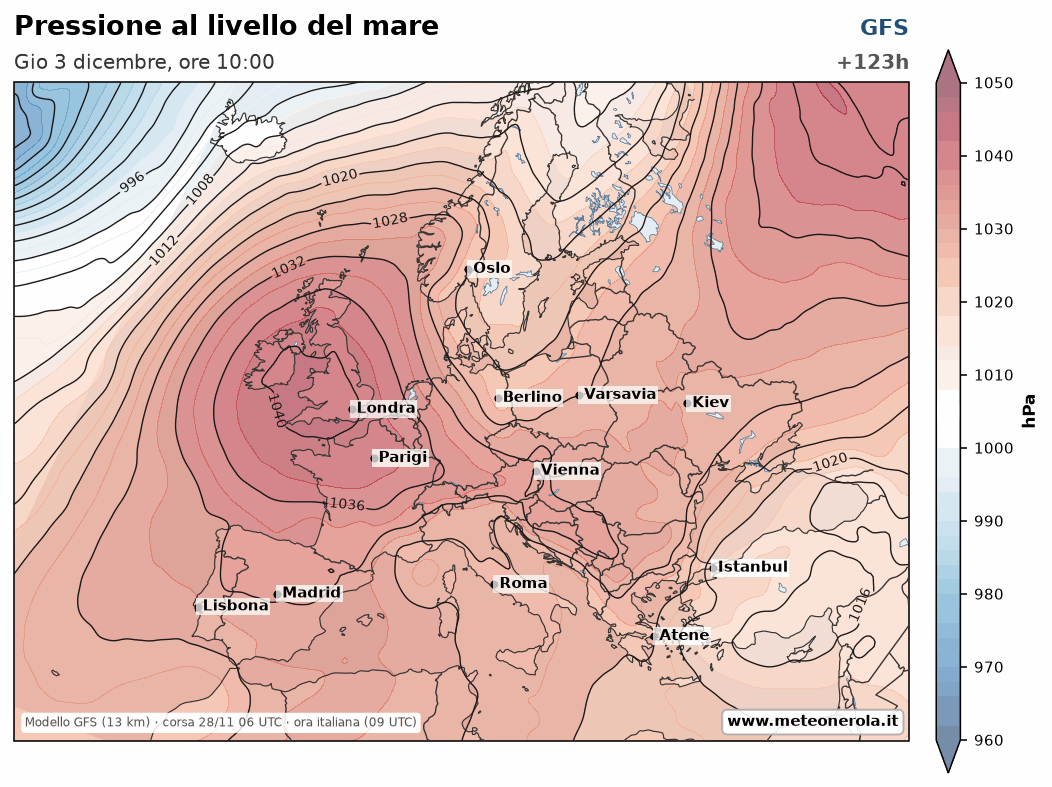 Pressione al livello del mare
GFS
Gio 3 dicembre, ore 10:00
+123h
1050
1040
1030
1020
1010
1000
990
980
970
960
hPa
996
1008
1012
1020
1028
1032
1040
1036
1020
1016
Oslo
Londra
Berlino
Varsavia
Kiev
Parigi
Vienna
Istanbul
Madrid
Roma
Lisbona
Atene
Modello GFS (13 km) · corsa 28/11 06 UTC · ora italiana (09 UTC)
www.meteonerola.it